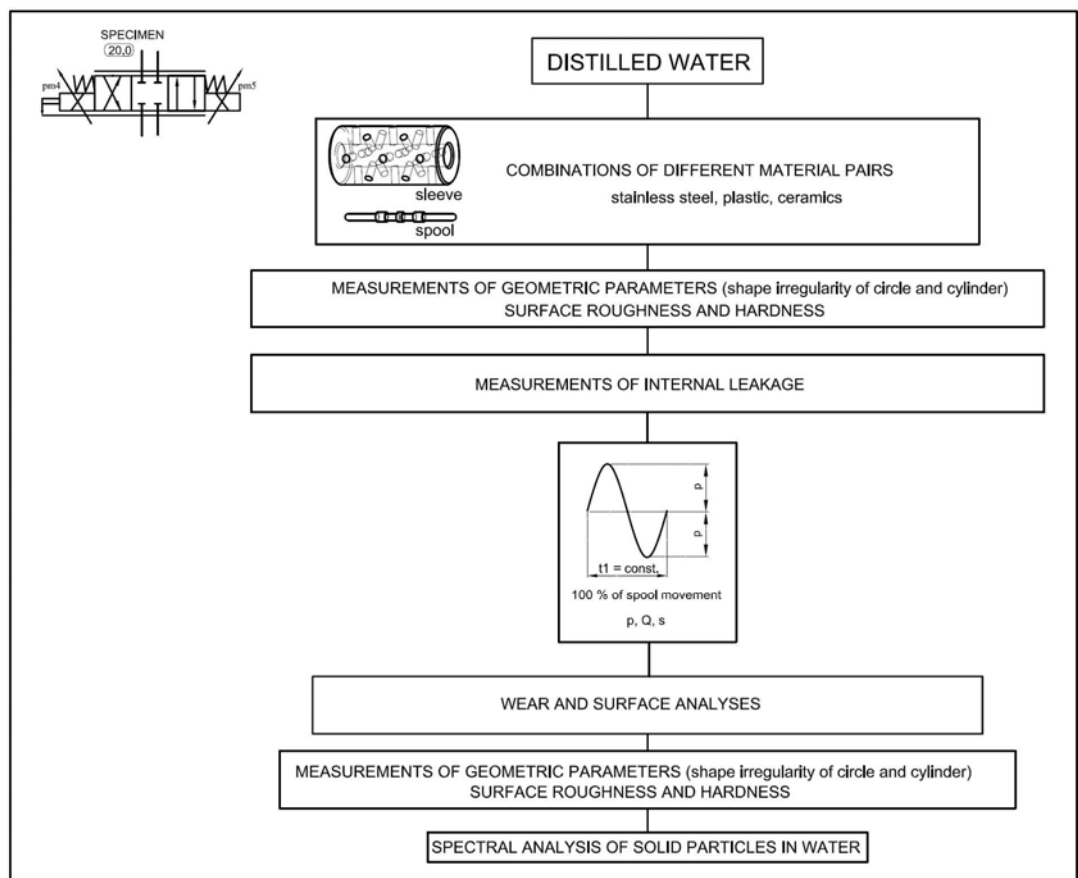 SPECIMEN
20,0
pm4
pm5
DISTILLED WATER
COMBINATIONS OF DIFFERENT MATERIAL PAIRS
stainless steel, plastic, ceramics
sleeve
spool
MEASUREMENTS OF GEOMETRIC PARAMETERS (shape irregularity of circle and cylinder)
SURFACE ROUGHNESS AND HARDNESS
MEASUREMENTS OF INTERNAL LEAKAGE
p
p
t1 = const.
100 % of spool movement
p, Q, s
WEAR AND SURFACE ANALYSES
MEASUREMENTS OF GEOMETRIC PARAMETERS (shape irregularity of circle and cylinder)
SURFACE ROUGHNESS AND HARDNESS
SPECTRAL ANALYSIS OF SOLID PARTICLES IN WATER